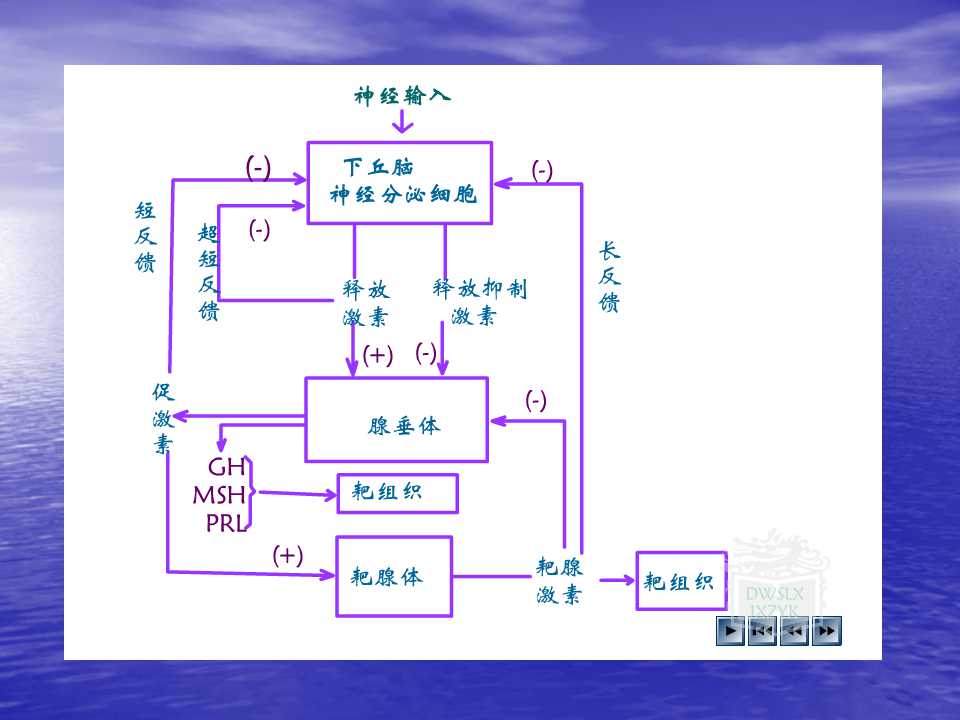 神经输入
(-)
下丘脑
神经分泌细胞
(-)
短反馈
超短反馈
(-)
长反馈
释放
激素
释放抑制
激素
(+)
(-)
促激素
腺垂体
(-)
GH
MSH
PRL
靶组织
(+)
靶腺体
靶腺
激素
靶组织
DWSLX
JXZYK